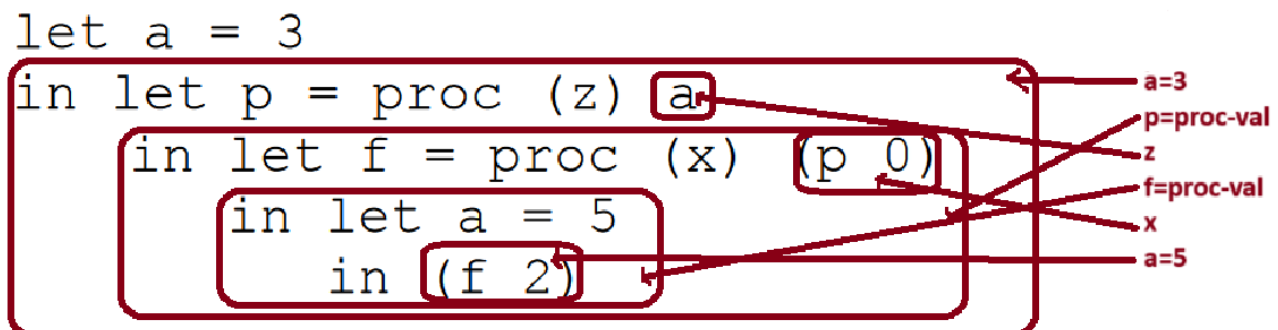 let a = 3
in let p = proc (z) a
in let f = proc (x) (p 0)
in let a = 5
in (f 2)
a=3
p=proc-val
z
f=proc-val
x
a=5